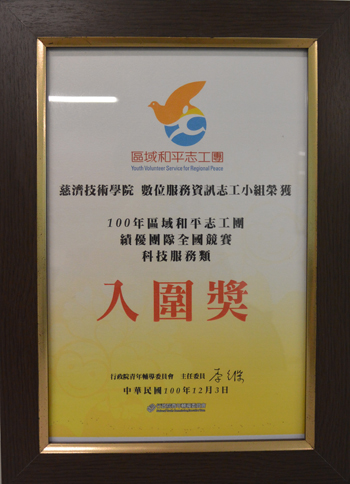 區域和平志工團
Youth Volunteer Service for Regional Peace
慈濟技術學院 數位服務資訊志工小組榮獲
100年區域和平志工團
績優團隊全國競賽
科技服務類
入圍獎
行政院青年輔導委員會 主任委員
中華民國100年12月3日